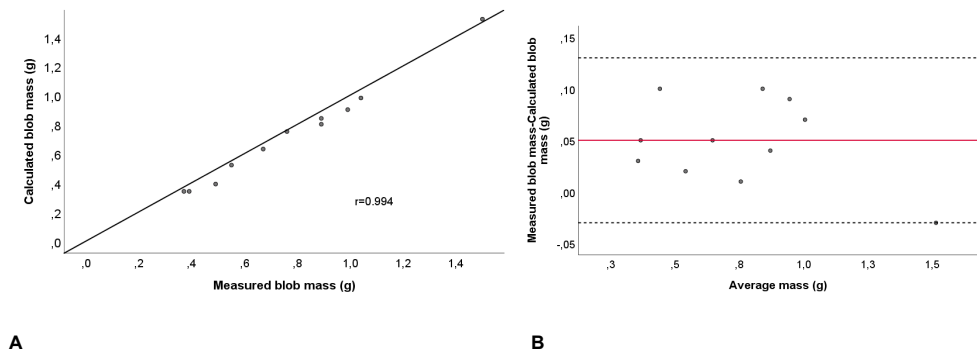 Calculated blob mass (g)
1,4
1,2
1,0
,8
,6
,4
,2
,0
r=0.994
,0 ,2 ,4 ,6 ,8 1,0 1,2 1,4
Measured blob mass (g)
A
Measured blob mass-Calculated blob
mass (g)
,15
,10
,05
,00
-,05
,3 ,5 ,8 1,0 1,3 1,5
Average mass (g)
B